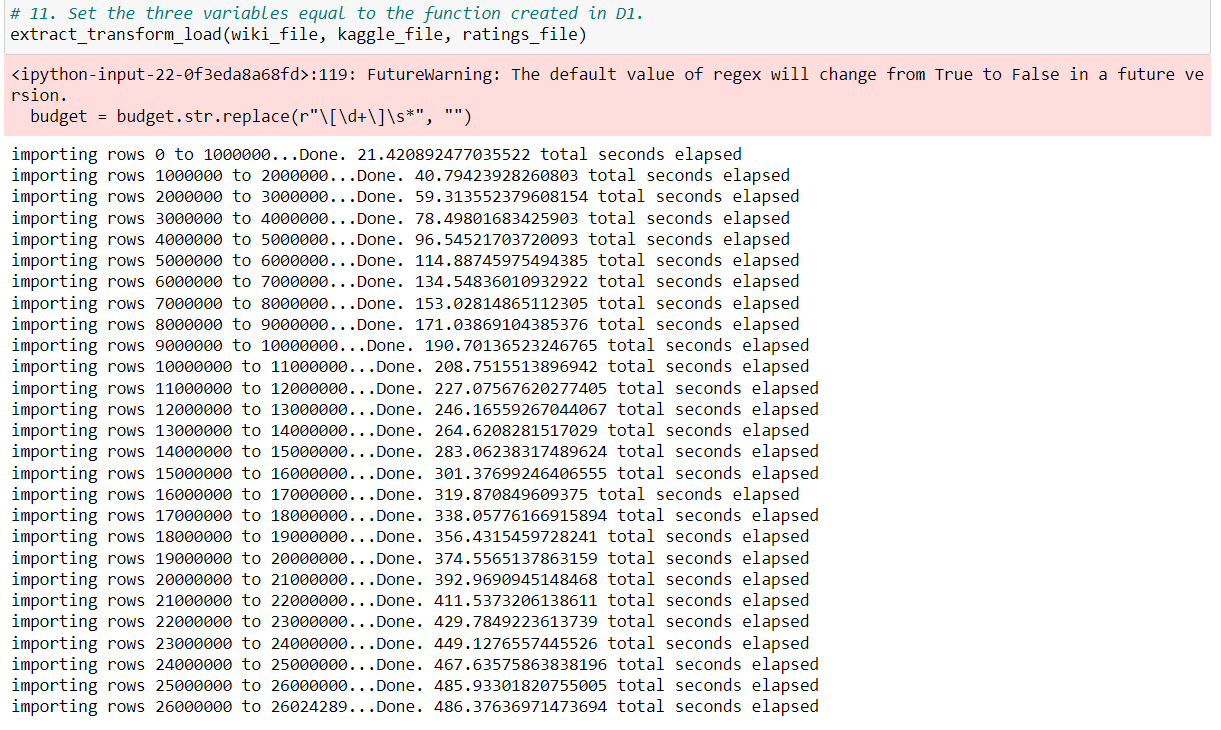 # 11. Set the three variables equal to the function created in D1.
extract_transform_load(wiki_file, kaggle_file, ratings_file)
<ipython-input-22-0f3eda8a68fd>:119: FutureWarning: The default value of regex will change from True to False in a future ve
rsion.
  budget = budget.str.replace(r"\[\d+\]\s*", "")
importing rows 0 to 1000000...Done. 21.420892477035522 total seconds elapsed
importing rows 1000000 to 2000000...Done. 40.79423928260803 total seconds elapsed
importing rows 2000000 to 3000000...Done. 59.313552379608154 total seconds elapsed
importing rows 3000000 to 4000000...Done. 78.49801683425903 total seconds elapsed
importing rows 4000000 to 5000000...Done. 96.54521703720093 total seconds elapsed
importing rows 5000000 to 6000000...Done. 114.88745975494385 total seconds elapsed
importing rows 6000000 to 7000000...Done. 134.54836010932922 total seconds elapsed
importing rows 7000000 to 8000000...Done. 153.02814865112305 total seconds elapsed
importing rows 8000000 to 9000000...Done. 171.03869104385376 total seconds elapsed
importing rows 9000000 to 10000000...Done. 190.70136523246765 total seconds elapsed
importing rows 10000000 to 11000000...Done. 208.7515513896942 total seconds elapsed
importing rows 11000000 to 12000000...Done. 227.07567620277405 total seconds elapsed
importing rows 12000000 to 13000000...Done. 246.16559267044067 total seconds elapsed
importing rows 13000000 to 14000000...Done. 264.6208281517029 total seconds elapsed
importing rows 14000000 to 15000000...Done. 283.06238317489624 total seconds elapsed
importing rows 15000000 to 16000000...Done. 301.37699246406555 total seconds elapsed
importing rows 16000000 to 17000000...Done. 319.870849609375 total seconds elapsed
importing rows 17000000 to 18000000...Done. 338.05776166915894 total seconds elapsed
importing rows 18000000 to 19000000...Done. 356.4315459728241 total seconds elapsed
importing rows 19000000 to 20000000...Done. 374.5565137863159 total seconds elapsed
importing rows 20000000 to 21000000...Done. 392.9690945148468 total seconds elapsed
importing rows 21000000 to 22000000...Done. 411.5373206138611 total seconds elapsed
importing rows 22000000 to 23000000...Done. 429.7849223613739 total seconds elapsed
importing rows 23000000 to 24000000...Done. 449.1276557445526 total seconds elapsed
importing rows 24000000 to 25000000...Done. 467.63575863838196 total seconds elapsed
importing rows 25000000 to 26000000...Done. 485.93301820755005 total seconds elapsed
importing rows 26000000 to 26024289...Done. 486.37636971473694 total seconds elapsed